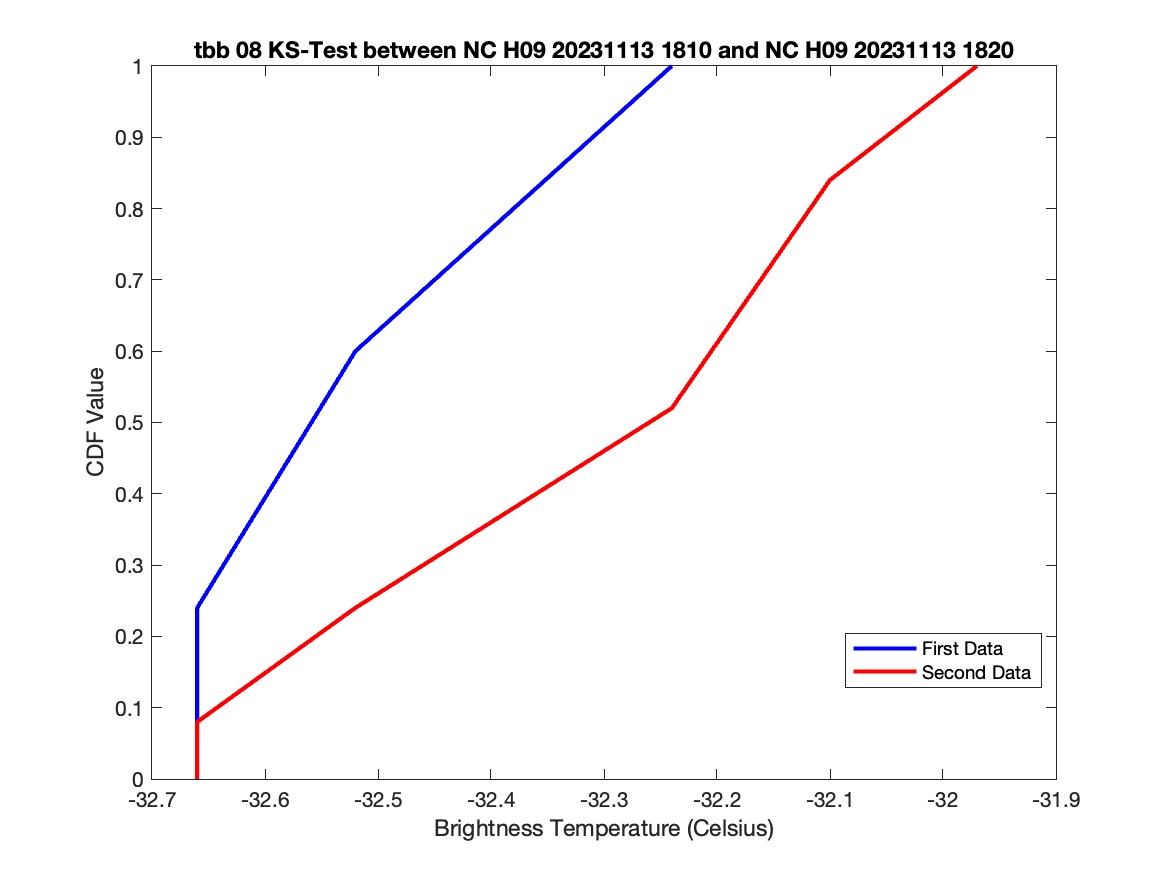 tbb 08 KS-Test between NC H09 20231113 1810 and NC H09 20231113 1820
1
0.9
0.8
0.7
0.6
0.5
0.4
0.3
0.2
0.1
0
CDF Value
First Data
Second Data
-32.7 -32.6 -32.5 -32.4 -32.3 -32.2 -32.1 -32 -31.9
Brightness Temperature (Celsius)